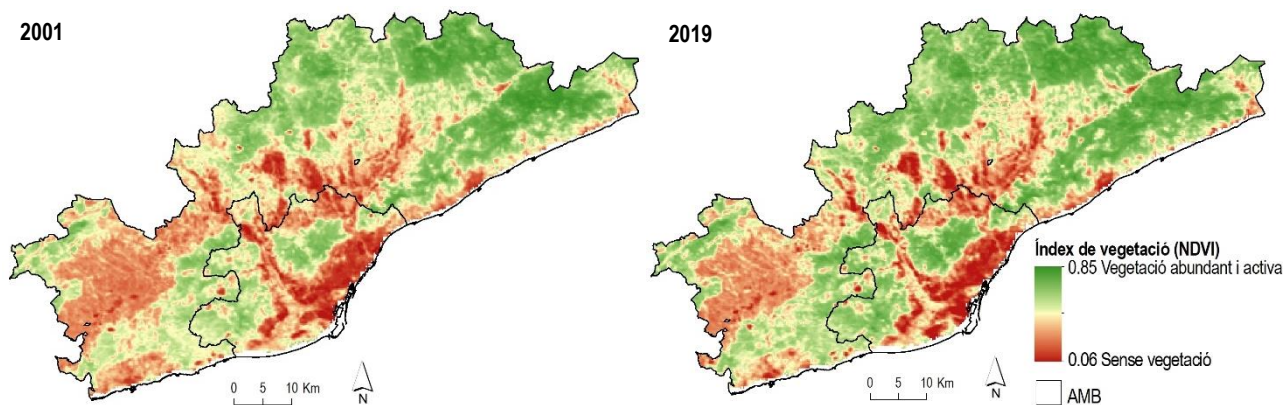 2001
2019
Índex de vegetació (NDVI)
0.85 Vegetació abundant i activa
0.06 Sense vegetació
AMB
0 5 10 Km
N
0 5 10 Km
N